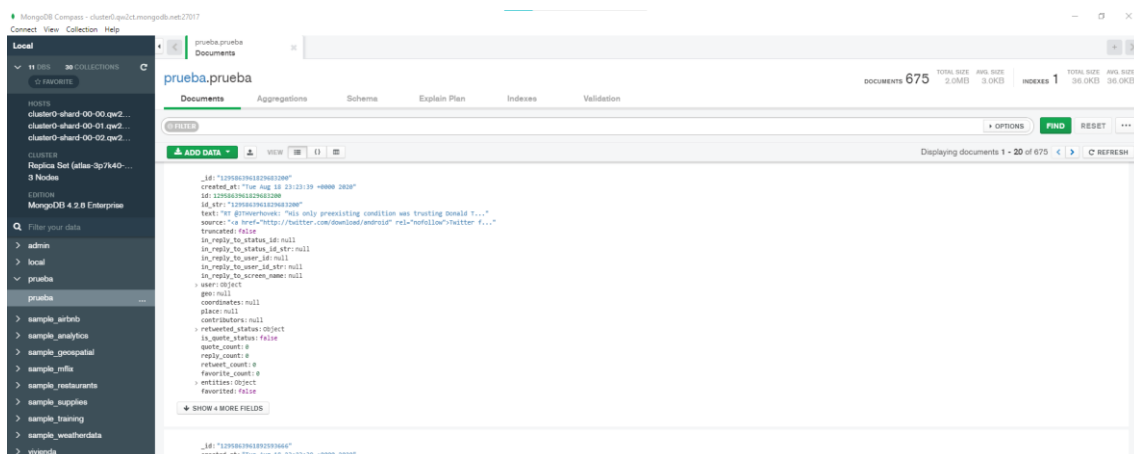 MongoDB Compass - cluster0.qw2ct.mongodb.net:27017
Connect View Collection Help
Local
11 DBS 30 COLLECTIONS
FAVORITE
HOSTS
cluster0-shard-00-00.qw2...
cluster0-shard-00-01.qw2...
cluster0-shard-00-02.qw2...
CLUSTER
Replica Set (atlas-3p7k40-...
3 Nodes
EDITION
MongoDB 4.2.8 Enterprise
Filter your data
admin
local
prueba
prueba ...
sample_airbnb
sample_analytics
sample_geospatial
sample_mflix
sample_restaurants
sample_supplies
sample_training
sample_weatherdata
vivienda
prueba.prueba
Documents
prueba.prueba
DOCUMENTS 675 TOTAL SIZE 2.0MB AVG. SIZE 3.0KB INDEXES 1 TOTAL SIZE 36.0KB AVG. SIZE 36.0KB
Documents Aggregations Schema Explain Plan Indexes Validation
FILTER OPTIONS FIND RESET ...
ADD DATA VIEW {} Displaying documents 1 - 20 of 675 < > REFRESH
_id: "1295863961829683200"
created_at: "Tue Aug 18 23:23:39 +0000 2020"
id: 1295863961829683200
id_str: "1295863961829683200"
text: "RT @ITMVerhovek: "His only preexisting condition was trusting Donald T..."
source: "<a href="http://twitter.com/download/android" rel="nofollow">Twitter f..."
truncated: false
in_reply_to_status_id: null
in_reply_to_status_id_str: null
in_reply_to_user_id: null
in_reply_to_user_id_str: null
in_reply_to_screen_name: null
> user: Object
geo: null
coordinates: null
place: null
contributors: null
> retweeted_status: Object
is_quote_status: false
quote_count: 0
reply_count: 0
retweet_count: 0
favorite_count: 0
> entities: Object
favorited: false
SHOW 4 MORE FIELDS
_id: "1295863961892593666"